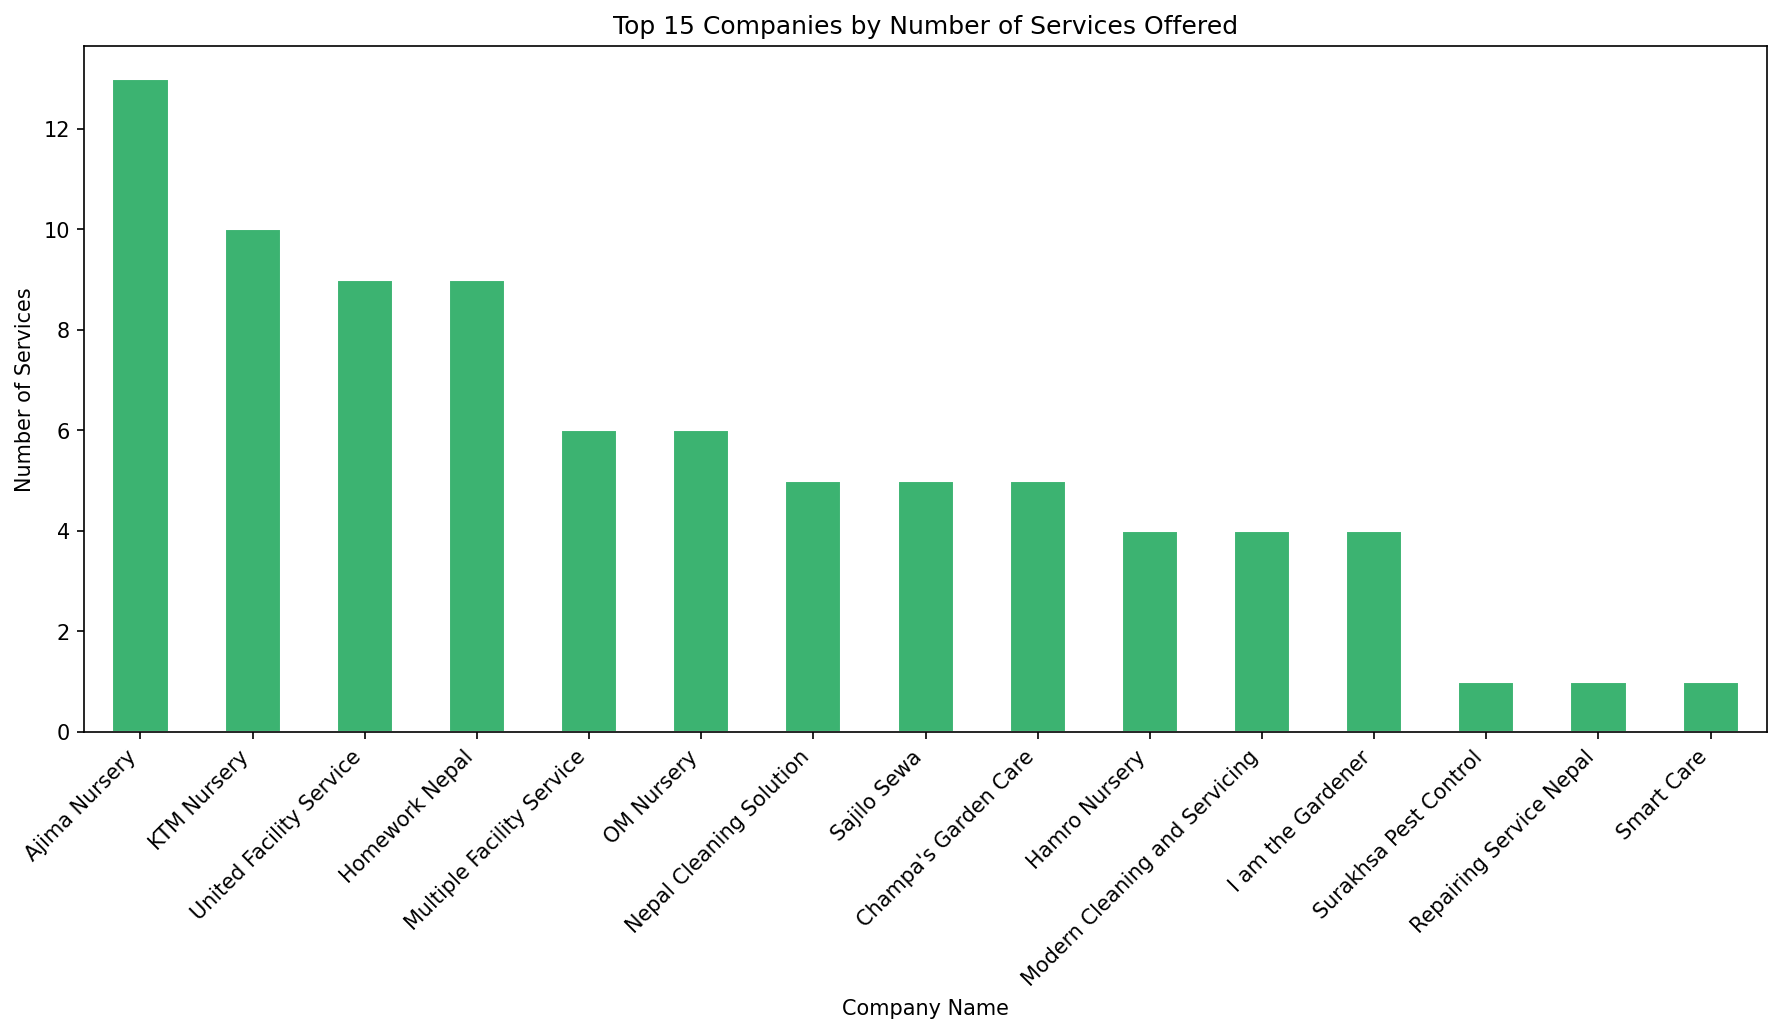 Top 15 Companies by Number of Services Offered
Number of Services
12
10
8
6
4
2
0
Ajima Nursery
KTM Nursery
United Facility Service
Homework Nepal
Multiple Facility Service
OM Nursery
Nepal Cleaning Solution
Sajilo Sewa
Champa's Garden Care
Hamro Nursery
Modern Cleaning and Servicing
I am the Gardener
Surakhsa Pest Control
Repairing Service Nepal
Smart Care
Company Name